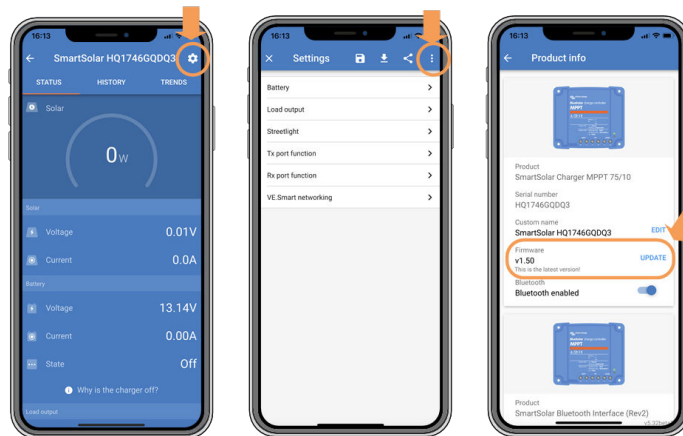 16:13
SmartSolar HQ1746GQDQ3
STATUS
HISTORY
TRENDS
Solar
0W
Solar
Voltage
0.01V
Current
0.0A
Battery
Voltage
13.14V
Current
0.00A
State
Off
Why is the charger off?
Load output
16:13
Settings
Battery
Load output
Streetlight
Tx port function
Rx port function
VE.Smart networking
16:13
Product info
MPPT
Product
SmartSolar Charger MPPT 75/10
Serial number
HQ1746GQDQ3
Custom name
SmartSolar HQ1746GQDQ3
EDIT
Firmware
v1.50
UPDATE
This is the latest version!
Bluetooth
Bluetooth enabled
MPPT
Product
SmartSolar Bluetooth Interface (Rev2)